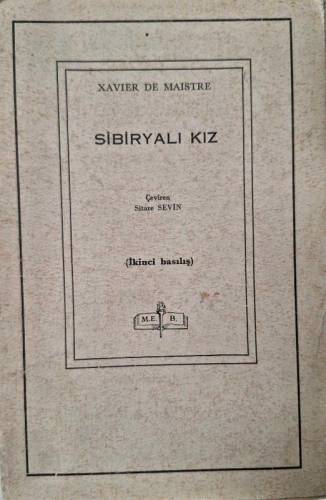 XAVIER DE MAISTRE
SİBİRYALI KIZ
Çeviren
Sitare SEVİN
(İkinci basılış)
M.E. B.